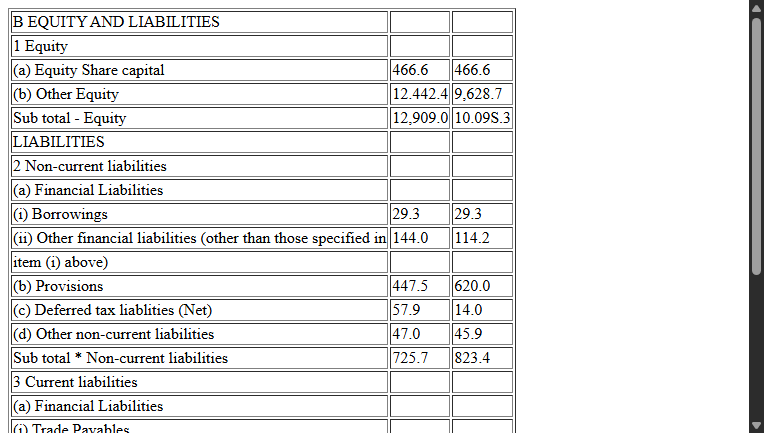 B EQUITY AND LIABILITIES
1 Equity
(a) Equity Share capital 466.6 466.6
(b) Other Equity 12.442.4 9,628.7
Sub total - Equity 12,909.0 10.09S.3
LIABILITIES
2 Non-current liabilities
(a) Financial Liabilities
(i) Borrowings 29.3 29.3
(ii) Other financial liabilities (other than those specified in 144.0 114.2
item (i) above)
(b) Provisions 447.5 620.0
(c) Deferred tax liablities (Net) 57.9 14.0
(d) Other non-current liabilities 47.0 45.9
Sub total * Non-current liabilities 725.7 823.4
3 Current liabilities
(a) Financial Liabilities
(i) Trade Payables